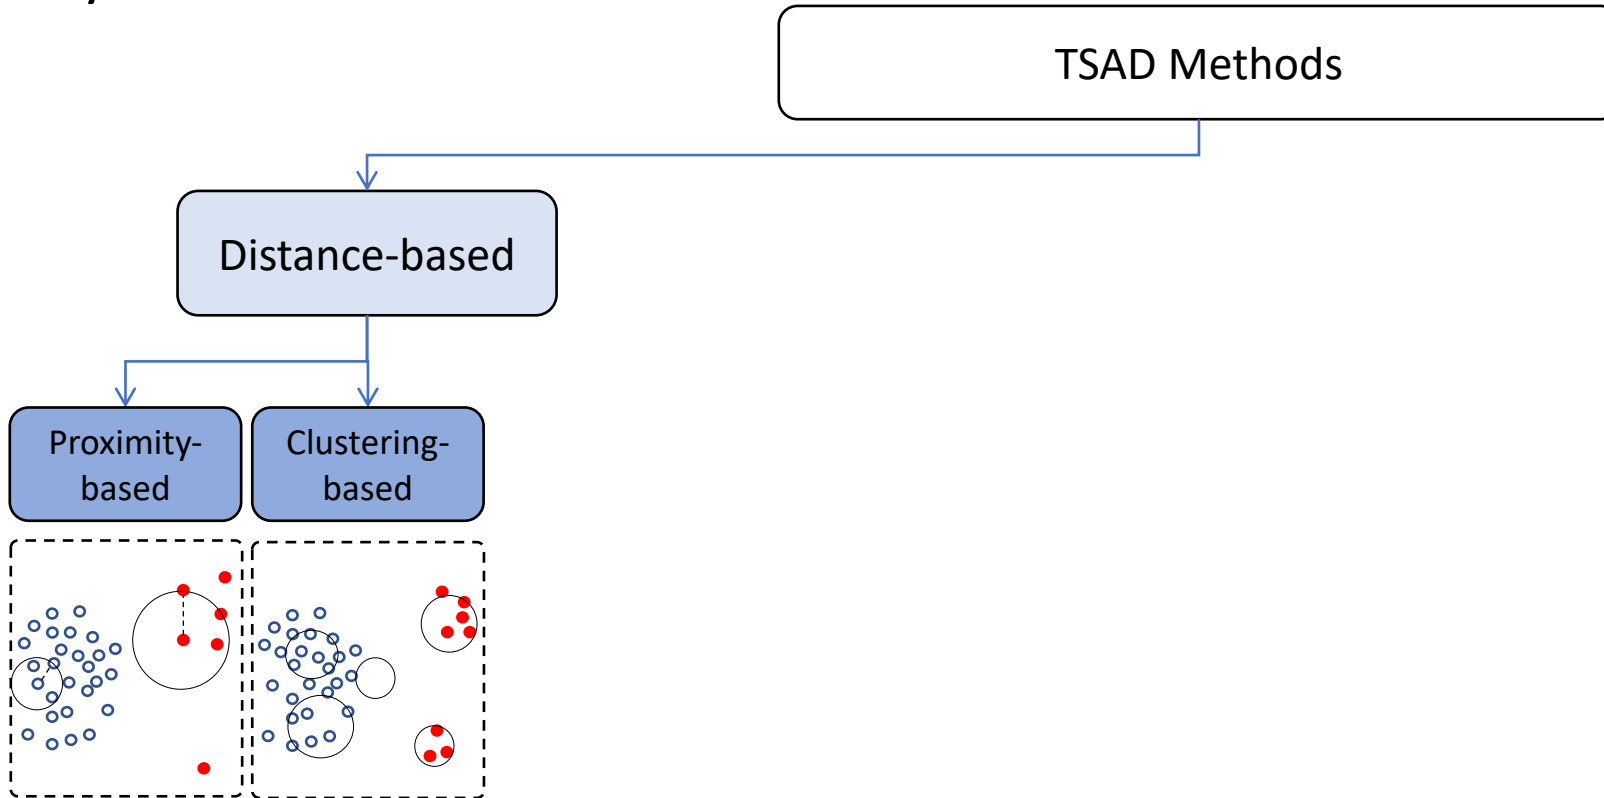 TSAD Methods
Distance-based
Proximity-
based
Clustering-
based